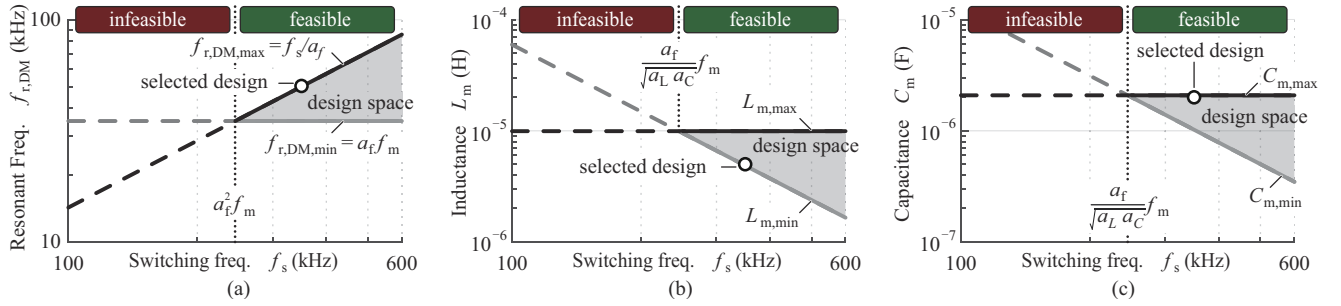 infeasible
feasible
100
10
Resonant Freq. f_r,DM (kHz)
f_r,DM,max = f_s/a_f
selected design
design space
f_r,DM,min = a_f f_m
a_f^2 f_m
100
Switching freq. f_s (kHz)
600
(a)
infeasible
feasible
10^-4
10^-5
10^-6
Inductance L_m (H)
a_f/√(a_L a_C) f_m
L_m,max
design space
selected design
L_m,min
100
Switching freq. f_s (kHz)
600
(b)
infeasible
feasible
10^-5
10^-6
10^-7
Capacitance C_m (F)
selected design
C_m,max
design space
a_f/√(a_L a_C) f_m
C_m,min
100
Switching freq. f_s (kHz)
600
(c)